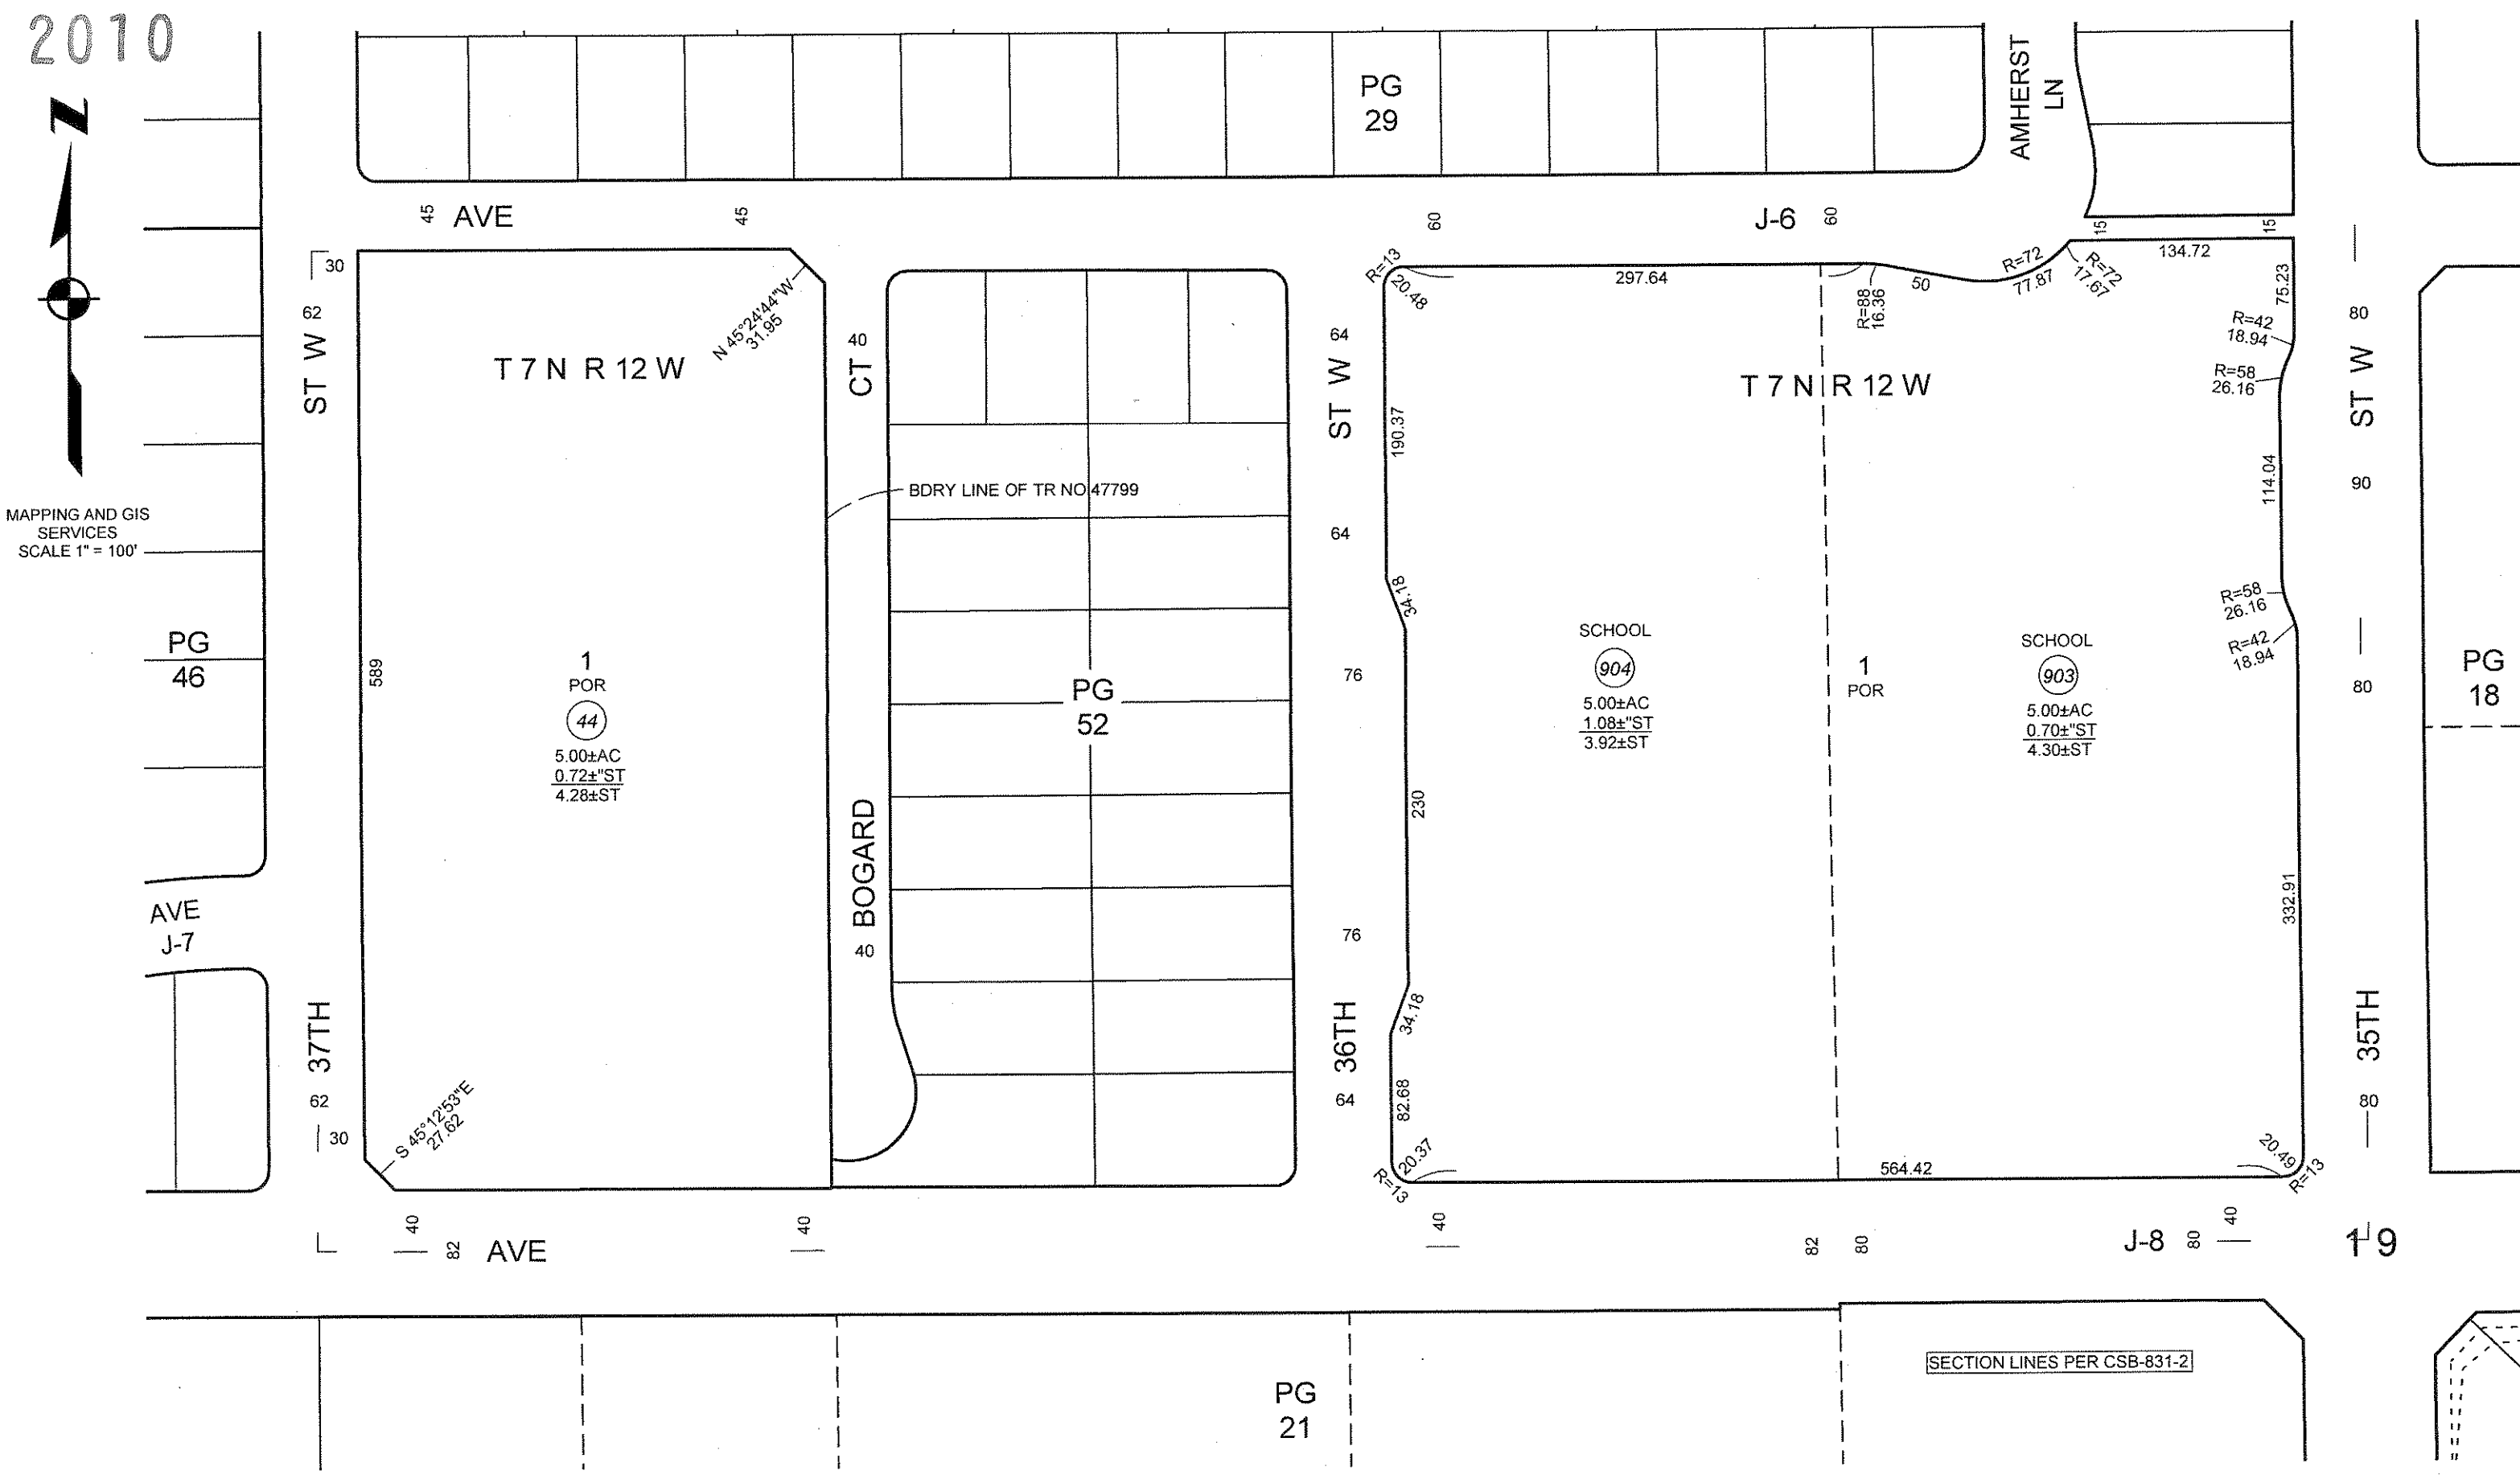 2010
Z
MAPPING AND GIS
SERVICES
SCALE 1" = 100'
PG
29
AMHERST
LN
45
AVE
45
60
J-6
60
15
15
30
62
ST W
37TH
62
30
T 7 N R 12 W
N 45°24'44"W
31.95
589
1
POR
44
5.00±AC
0.72±"ST
4.28±ST
S 45°12'53"E
27.62
40
CT
BOGARD
40
BDRY LINE OF TR NO 47799
PG
52
PG
46
AVE
J-7
64
ST W
64
76
76
36TH
64
R=13
20.48
297.64
R=88
16.36
50
R=72
77.87
R=72
17.67
134.72
75.23
R=42
18.94
R=58
26.16
114.04
R=58
26.16
R=42
18.94
332.91
T 7 N R 12 W
190.37
34.18
230
34.18
82.68
SCHOOL
904
5.00±AC
1.08±"ST
3.92±ST
1
POR
SCHOOL
903
5.00±AC
0.70±"ST
4.30±ST
20.37
R=13
564.42
20.49
R=13
80
ST W
90
80
35TH
80
PG
18
40
82
AVE
40
40
82
80
J-8
80
40
19
SECTION LINES PER CSB-831-2
PG
21